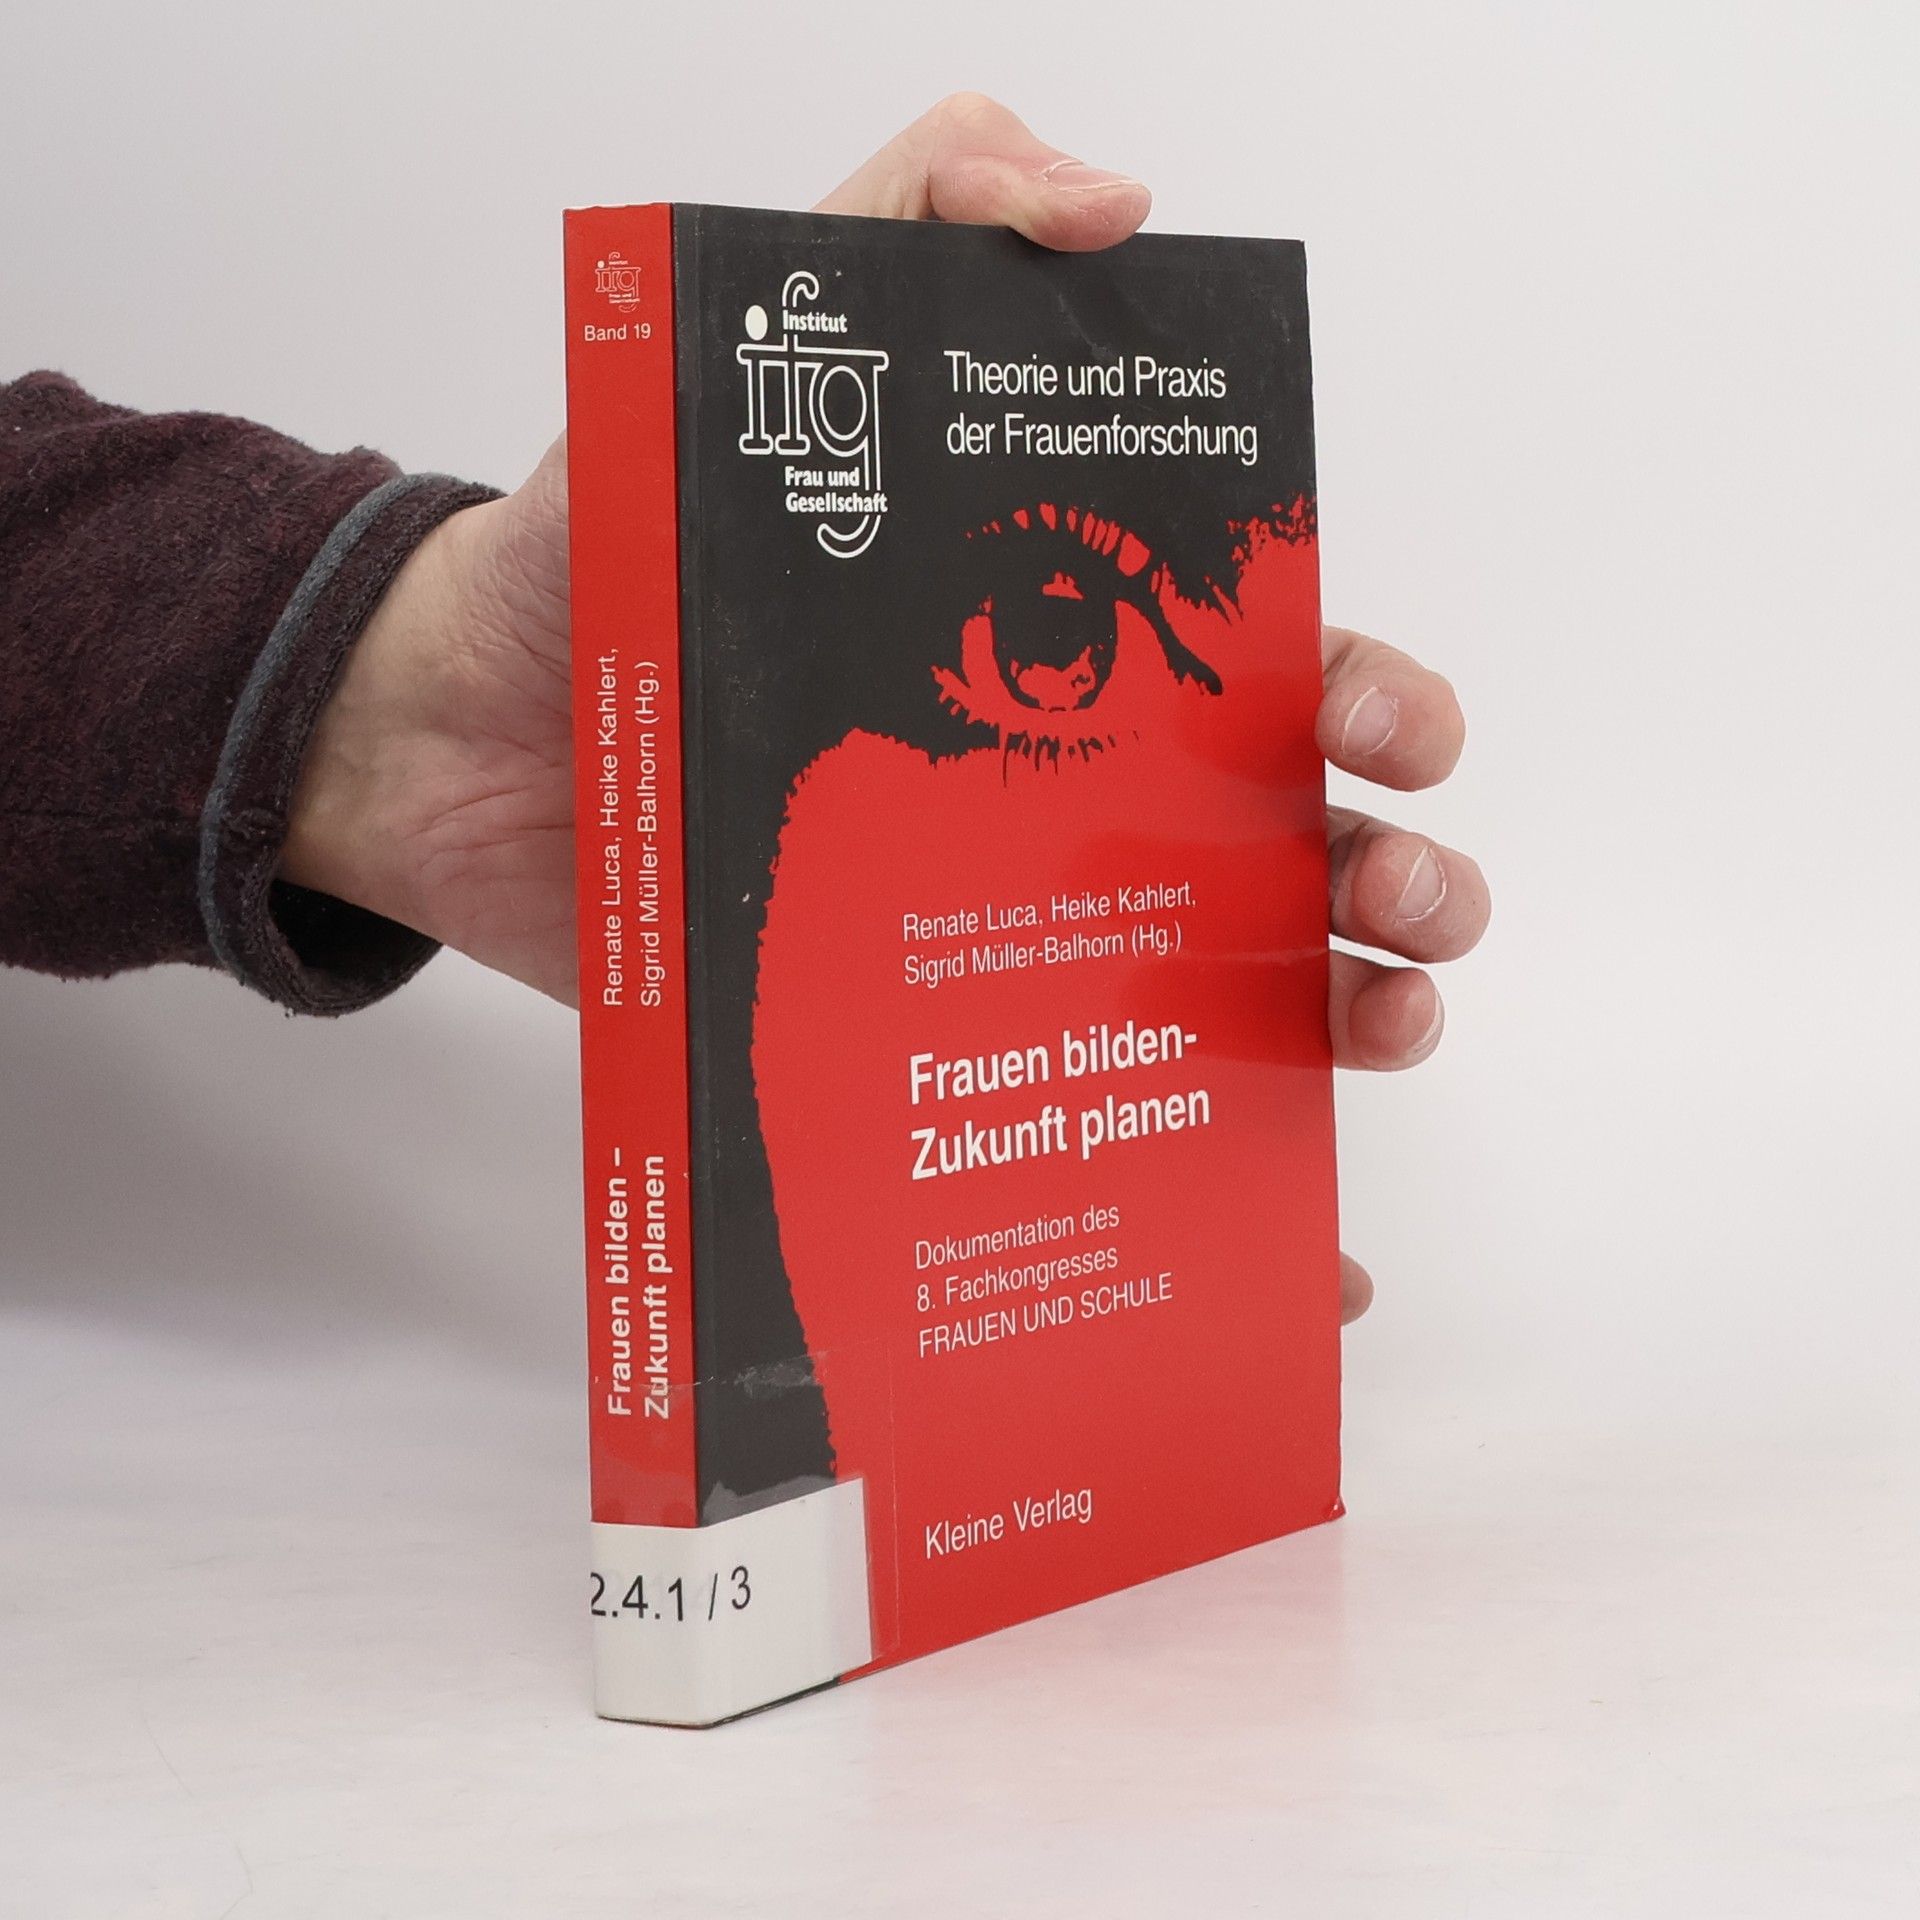 ifg
Band 19
Renate Luca, Heike Kahlert,
Sigrid Müller-Balhorn (Hg.)
Frauen bilden –
Zukunft planen
2.4.1 / 3
Institut
ifg
Frau und
Gesellschaft
Theorie und Praxis
der Frauenforschung
Renate Luca, Heike Kahlert,
Sigrid Müller-Balhorn (Hg.)
Frauen bilden-
Zukunft planen
Dokumentation des
8. Fachkongresses
FRAUEN UND SCHULE
Kleine Verlag